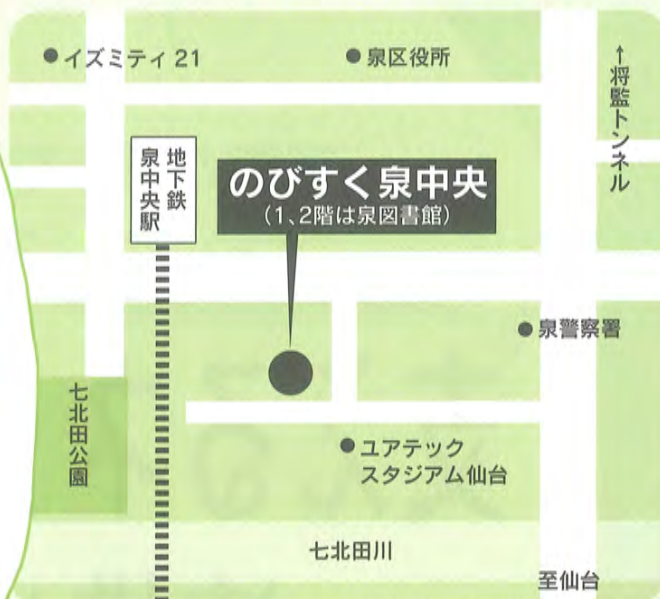 イズミティ 21
泉区役所
↑将監トンネル
地下鉄
泉中央駅
のびすく泉中央
(1、2階は泉図書館)
泉警察署
七北田公園
ユアテック
スタジアム仙台
七北田川
至仙台